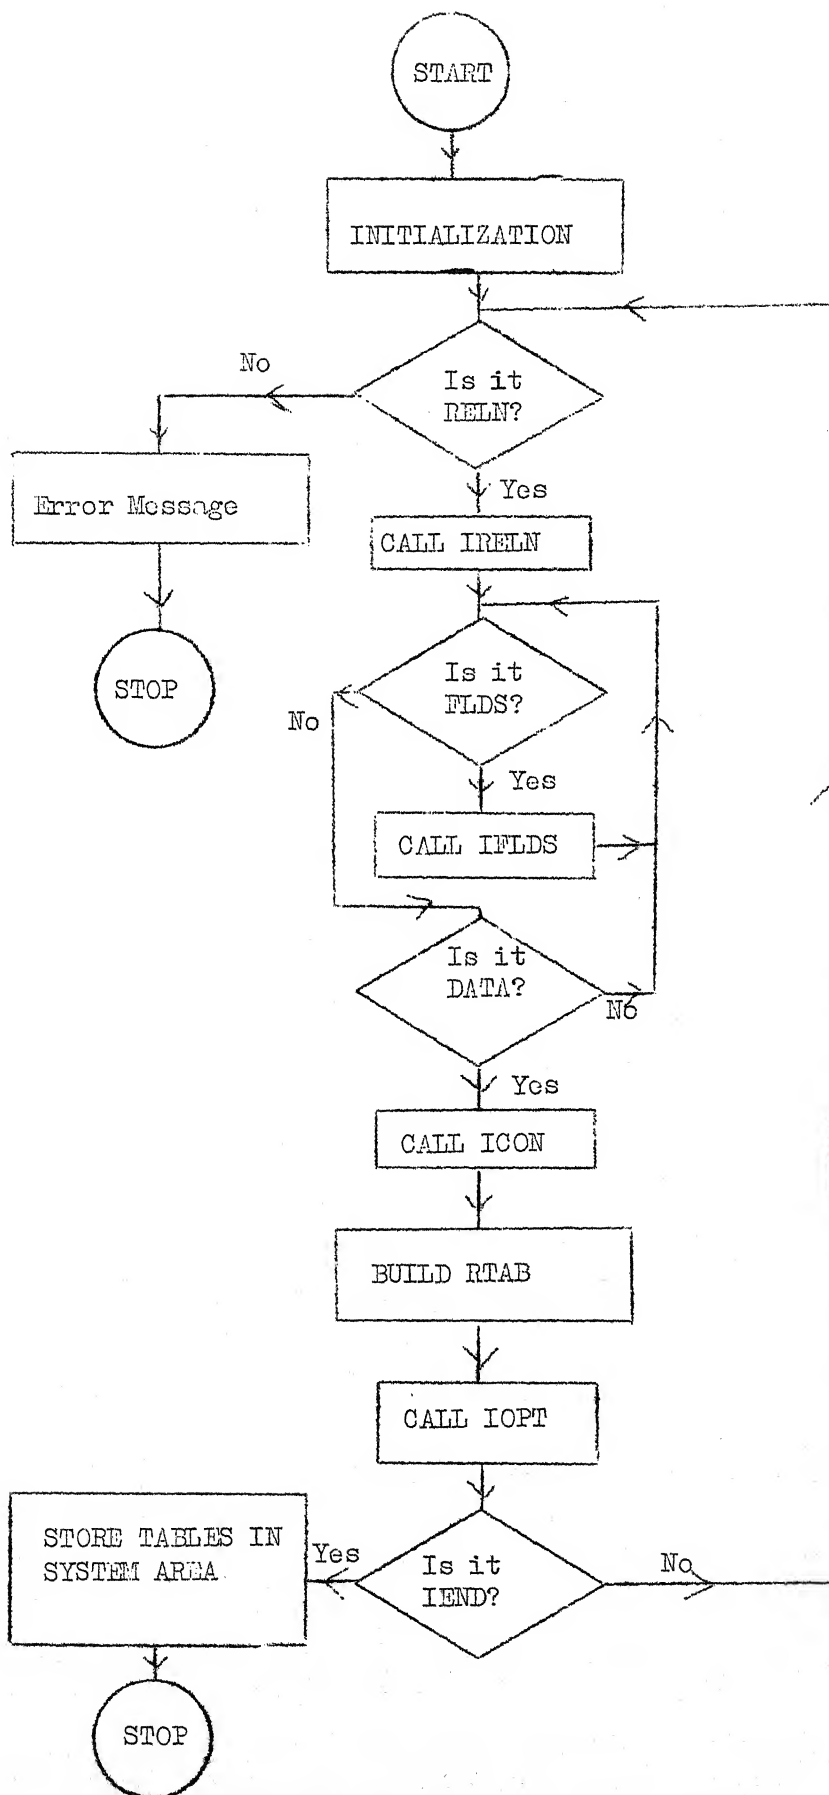 START
INITIALIZATION
No
Is it
RELN?
Yes
Error Message
CALL IRELN
Is it
FLDS?
STOP
No
Yes
CALL IFLDS
Is it
DATA?
No
Yes
CALL ICON
BUILD RTAB
CALL IOPT
STORE TABLES IN
SYSTEM AREA
Yes
Is it
IEND?
No
STOP